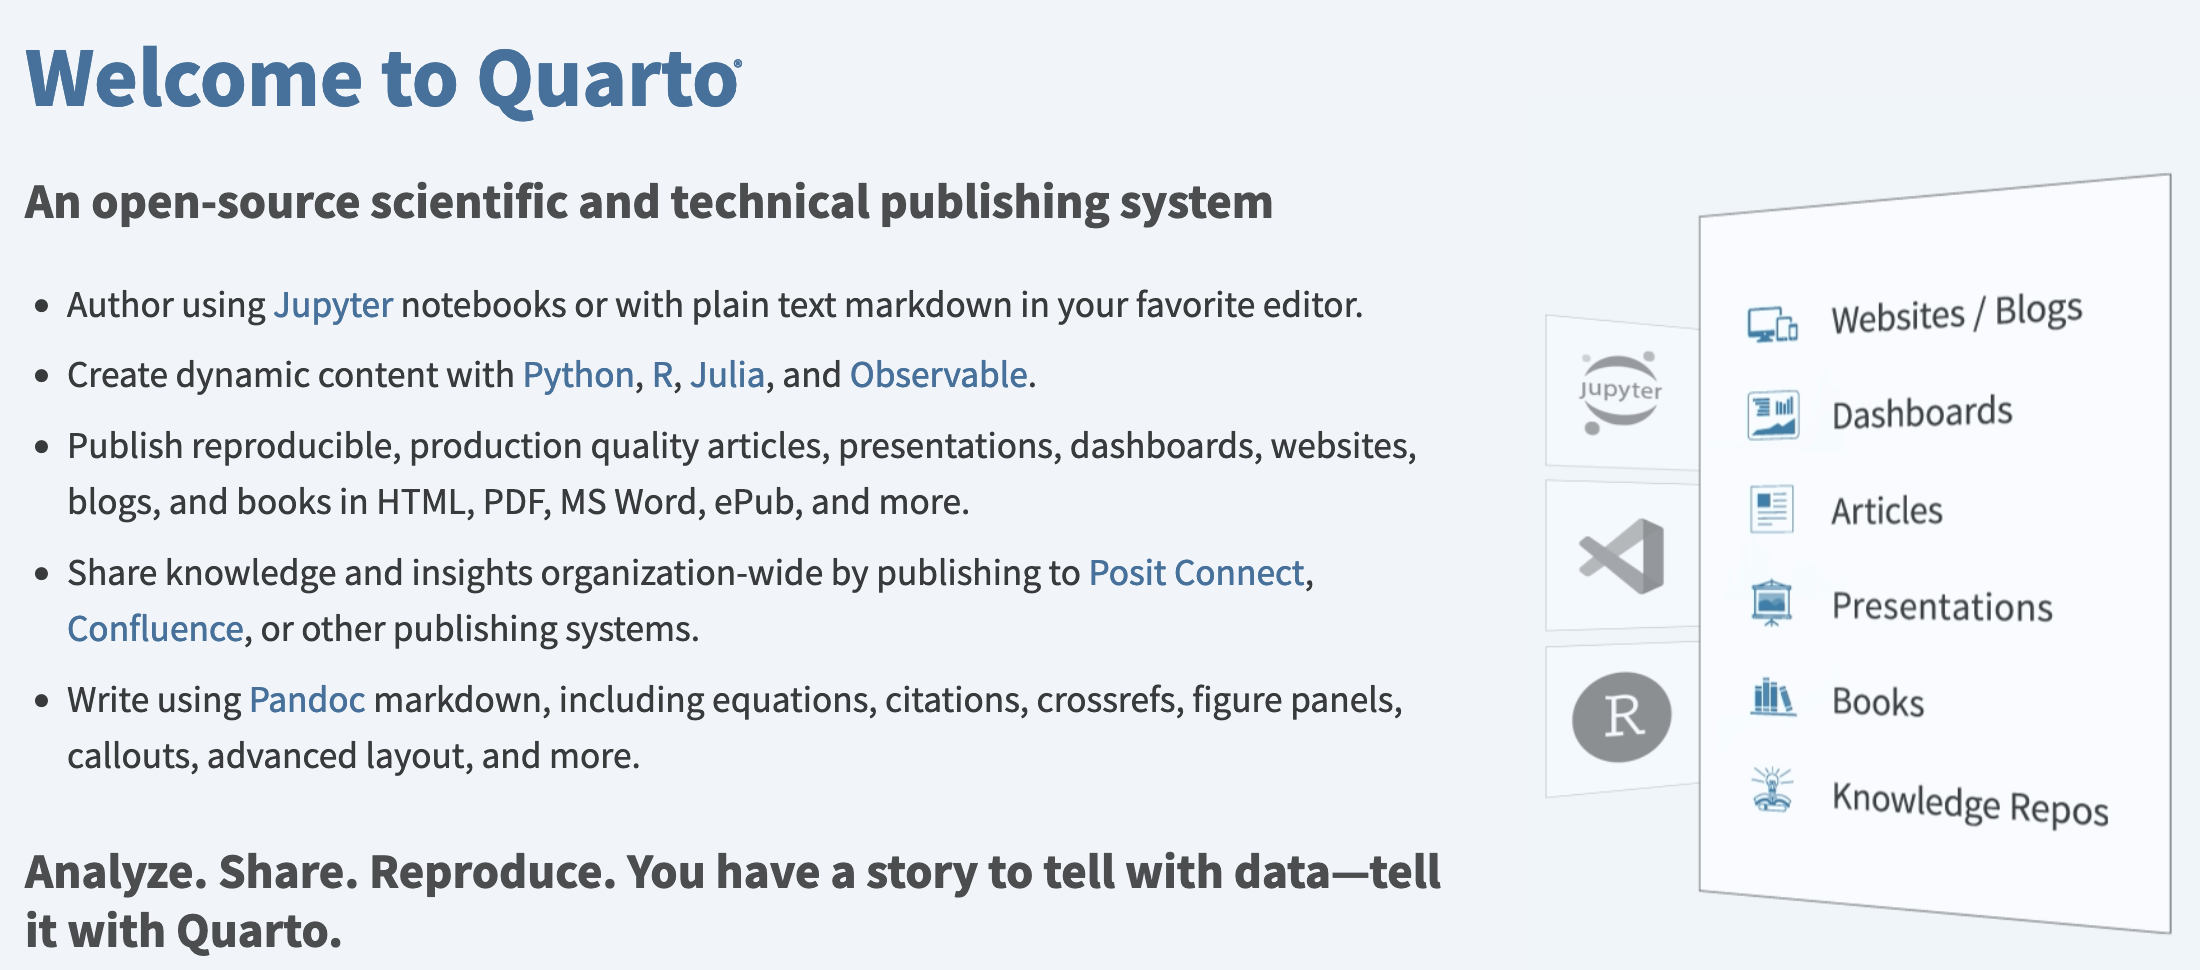 Welcome to Quarto®
An open-source scientific and technical publishing system
• Author using Jupyter notebooks or with plain text markdown in your favorite editor.
• Create dynamic content with Python, R, Julia, and Observable.
• Publish reproducible, production quality articles, presentations, dashboards, websites,
blogs, and books in HTML, PDF, MS Word, ePub, and more.
• Share knowledge and insights organization-wide by publishing to Posit Connect,
Confluence, or other publishing systems.
• Write using Pandoc markdown, including equations, citations, crossrefs, figure panels,
callouts, advanced layout, and more.
Analyze. Share. Reproduce. You have a story to tell with data—tell
it with Quarto.
Jupyter
R
Websites / Blogs
Dashboards
Articles
Presentations
Books
Knowledge Repos